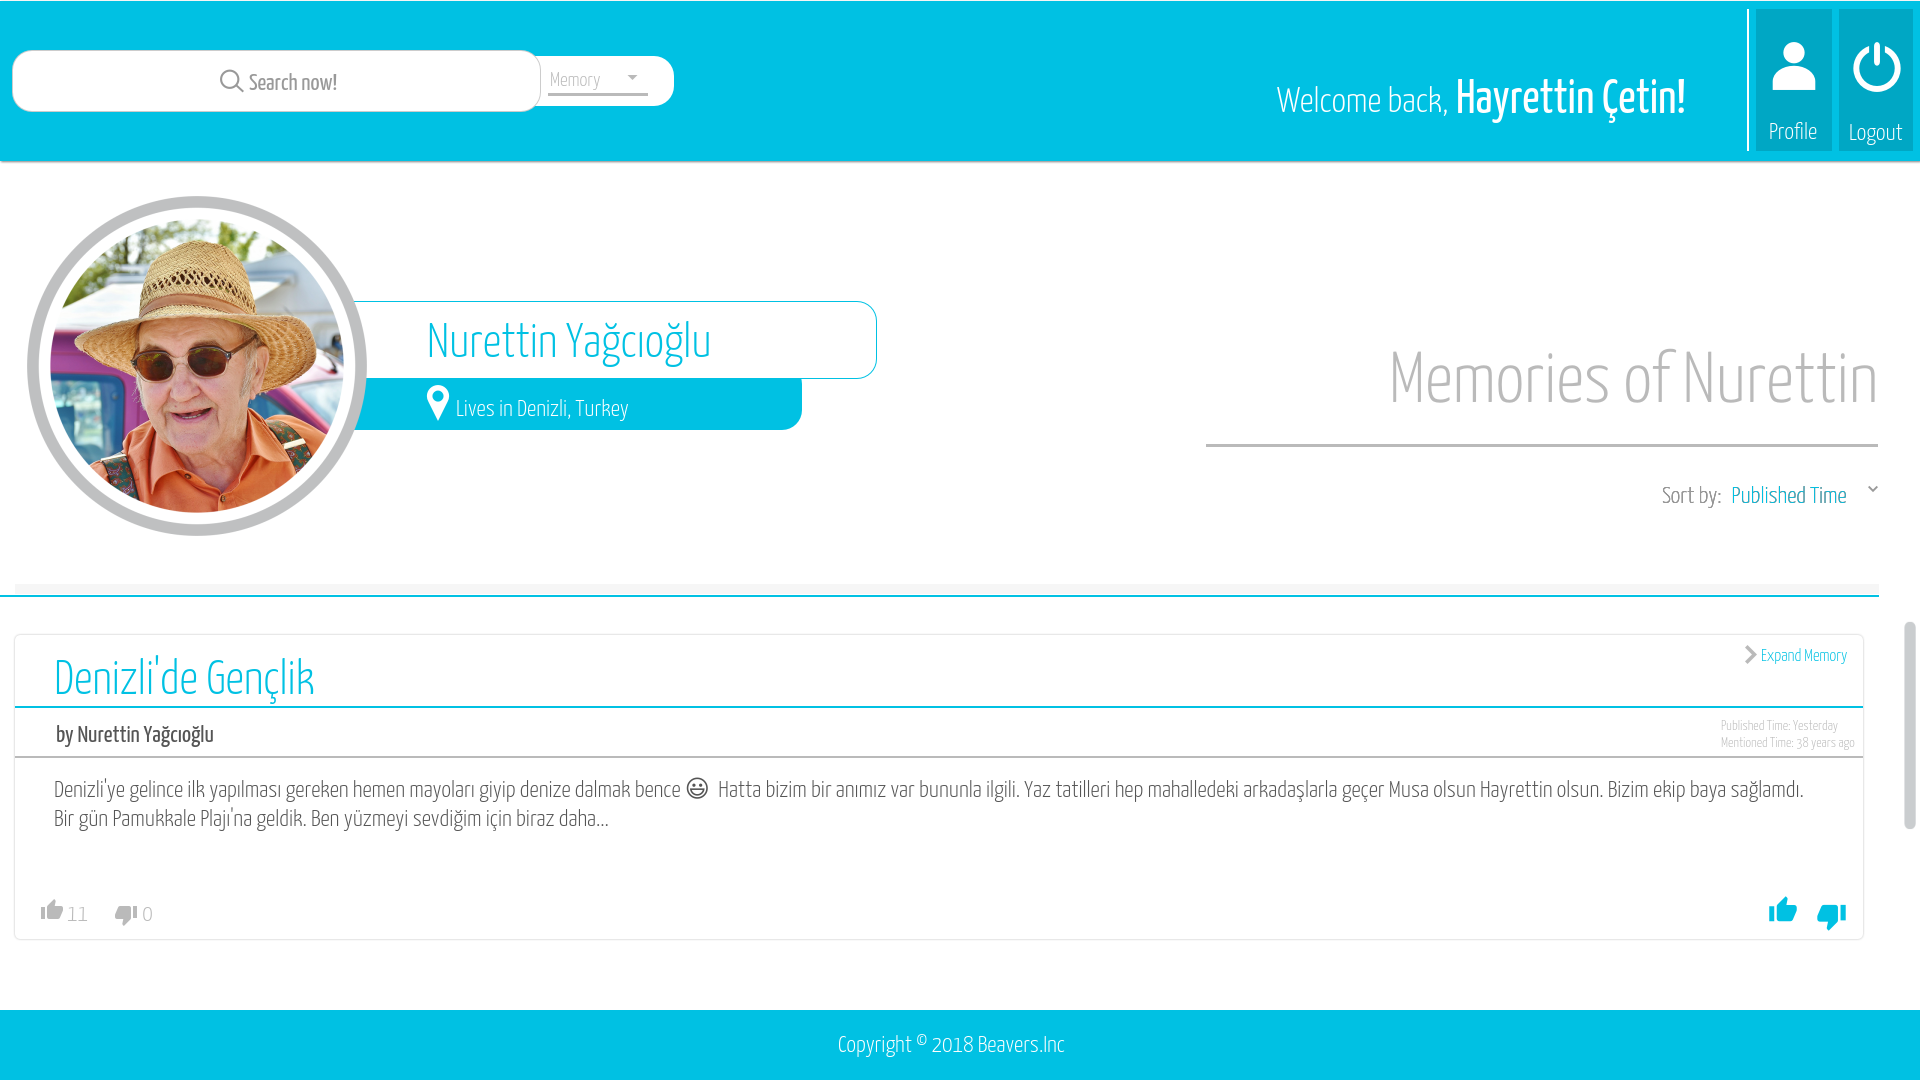 Search now!
Memory
Welcome back, Hayrettin Çetin!
Profile
Logout
Nurettin Yağcıoğlu
Lives in Denizli, Turkey
Memories of Nurettin
Sort by: Published Time
Denizli'de Gençlik
Expand Memory
by Nurettin Yağcıoğlu
Published Time: Yesterday
Mentioned Time: 38 years ago
Denizli'ye gelince ilk yapılması gereken hemen mayoları giyip denize dalmak bence 😃 Hatta bizim bir anımız var bununla ilgili. Yaz tatilleri hep mahalledeki arkadaşlarla geçer Musa olsun Hayrettin olsun. Bizim ekip baya sağlamdı.
Bir gün Pamukkale Plajı'na geldik. Ben yüzmeyi sevdiğim için biraz daha...
11
0
Copyright © 2018 Beavers.Inc